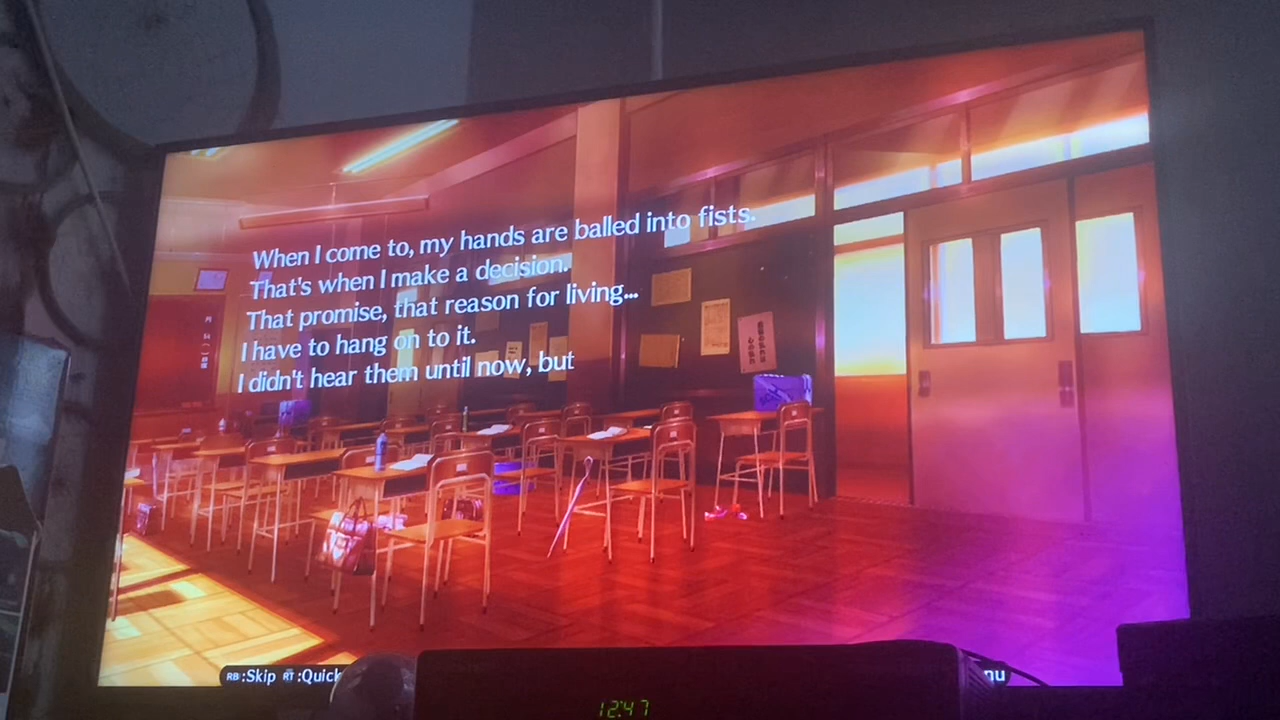 When I come to, my hands are balled into fists.
That's when I make a decision.
That promise, that reason for living...
I have to hang on to it.
I didn't hear them until now, but
RB:Skip RT:Quick
nu
12:47